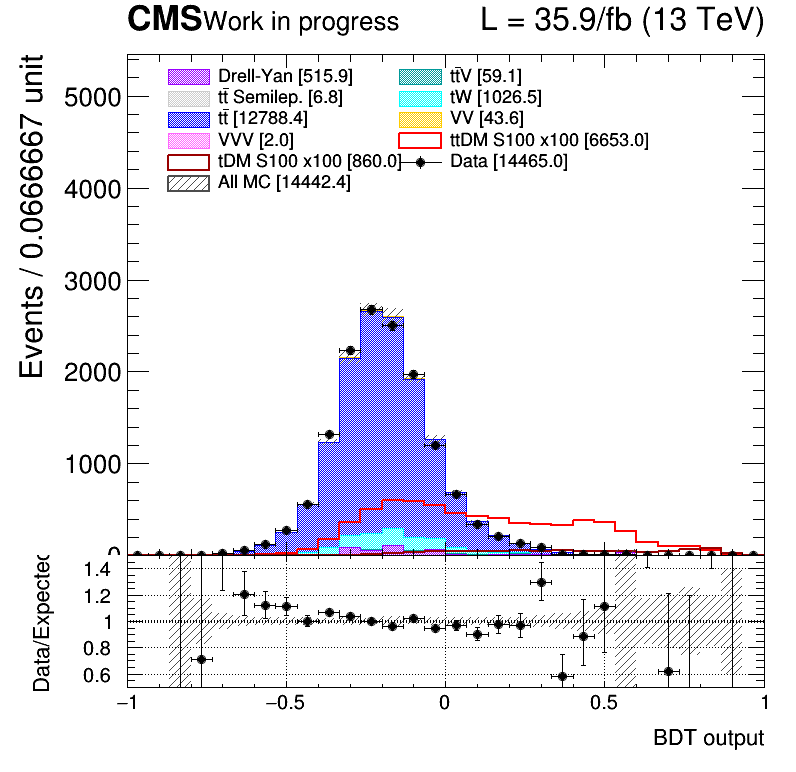 CMS Work in progress L = 35.9/fb (13 TeV)
Events / 0.0666667 unit
5000
4000
3000
2000
1000
0
Drell-Yan [515.9] tt̄V [59.1]
tt̄ Semilep. [6.8] tW [1026.5]
tt̄ [12788.4] VV [43.6]
VVV [2.0] ttDM S100 x100 [6653.0]
tDM S100 x100 [860.0] Data [14465.0]
All MC [14442.4]
Data/Expected
1.4
1.2
1
0.8
0.6
−1 −0.5 0 0.5 1
BDT output